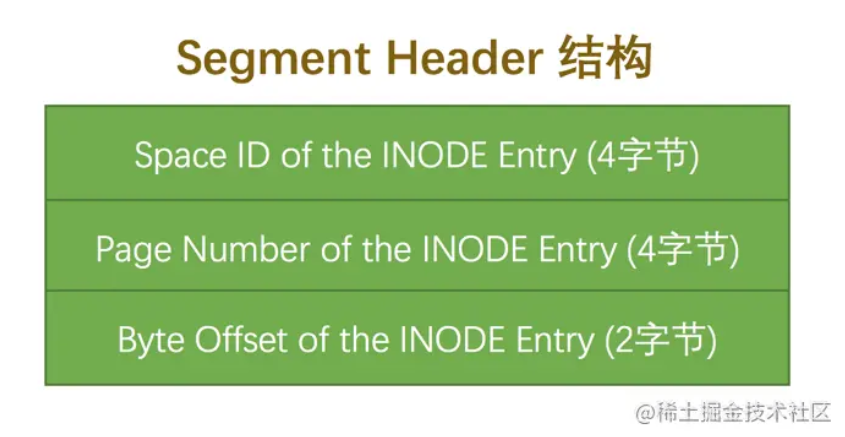 Segment Header 结构
Space ID of the INODE Entry (4字节)
Page Number of the INODE Entry (4字节)
Byte Offset of the INODE Entry (2字节)
@稀土掘金技术社区